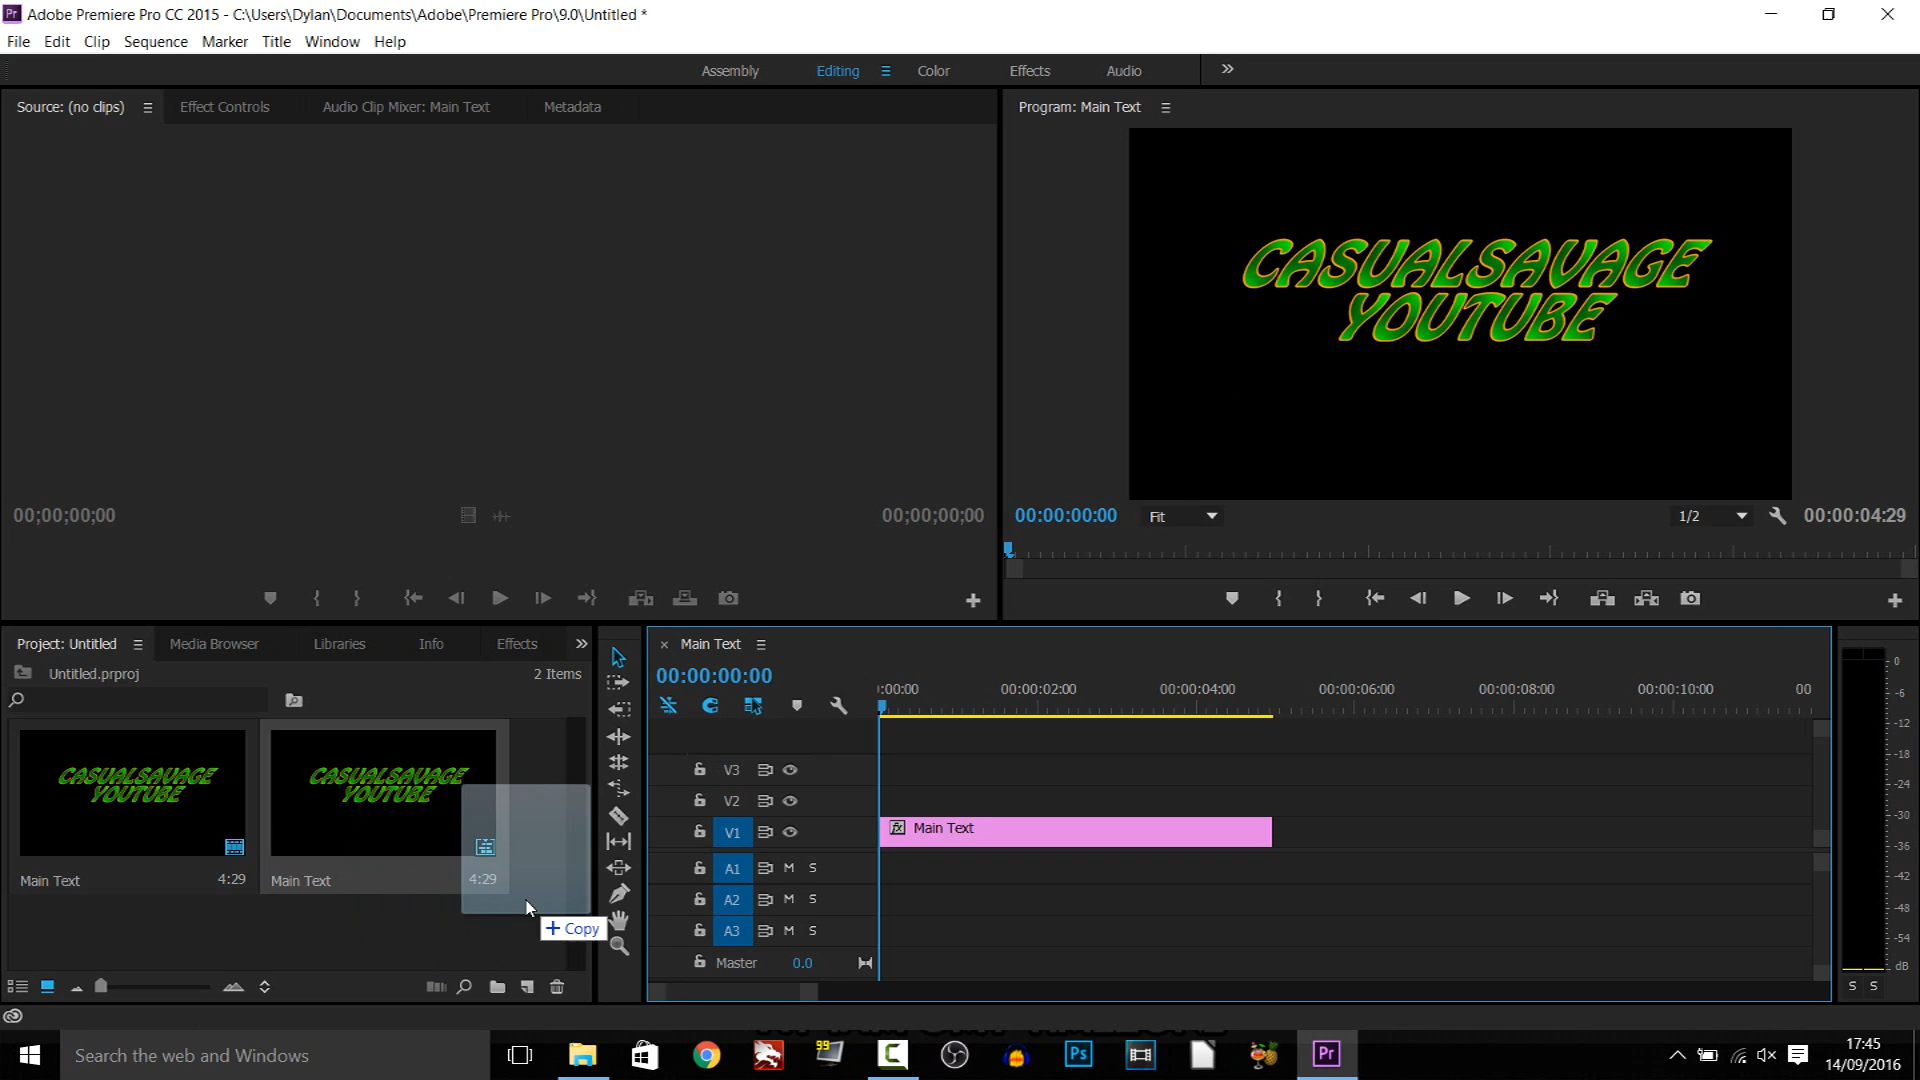 Pr Adobe Premiere Pro CC 2015 - C:\Users\Dylan\Documents\Adobe\Premiere Pro\9.0\Untitled *
File Edit Clip Sequence Marker Title Window Help
Assembly Editing Color Effects Audio
Source: (no clips) Effect Controls Audio Clip Mixer: Main Text Metadata
Program: Main Text
CASUALSAVAGE
YOUTUBE
00;00;00;00 00;00;00;00
00:00:00:00 Fit 1/2 00:00:04:29
Project: Untitled Media Browser Libraries Info Effects
Untitled.prproj 2 Items
CASUALSAVAGE
YOUTUBE
Main Text 4:29
CASUALSAVAGE
YOUTUBE
Main Text 4:29
Copy
Main Text
00:00:00:00
:00:00 00:00:02:00 00:00:04:00 00:00:06:00 00:00:08:00 00:00:10:00 00
V3
V2
V1 Main Text
A1 M S
A2 M S
A3 M S
Master 0.0
0
-6
-12
-18
-24
-30
-36
-42
-48
-54
dB
S S
Search the web and Windows
99
Ps
Pr
17:45
14/09/2016